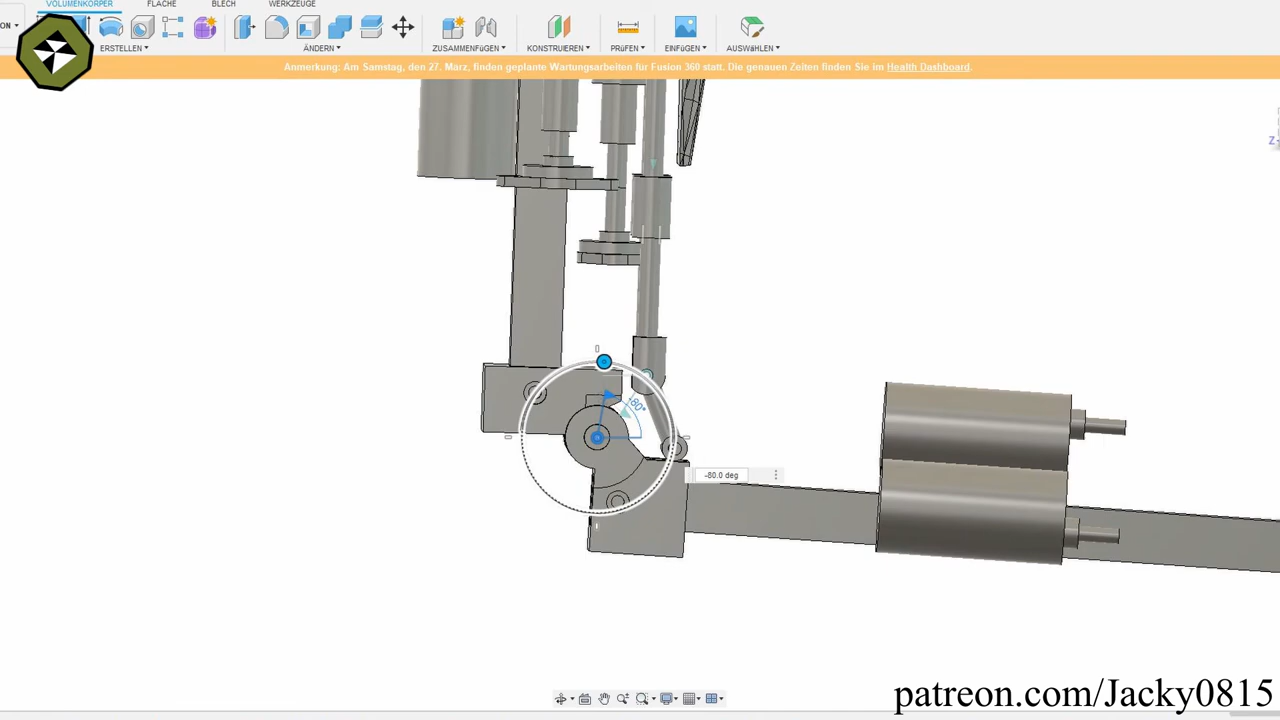 VOLUMENKÖRPER FLÄCHE BLECH WERKZEUGE
ON
ERSTELLEN ÄNDERN ZUSAMMENFÜGEN KONSTRUIEREN PRÜFEN EINFÜGEN AUSWÄHLEN
Anmerkung: Am Samstag, den 27. März, finden geplante Wartungsarbeiten für Fusion 360 statt. Die genauen Zeiten finden Sie im Health Dashboard.
Z
-80°
-80.0 deg
patreon.com/Jacky0815